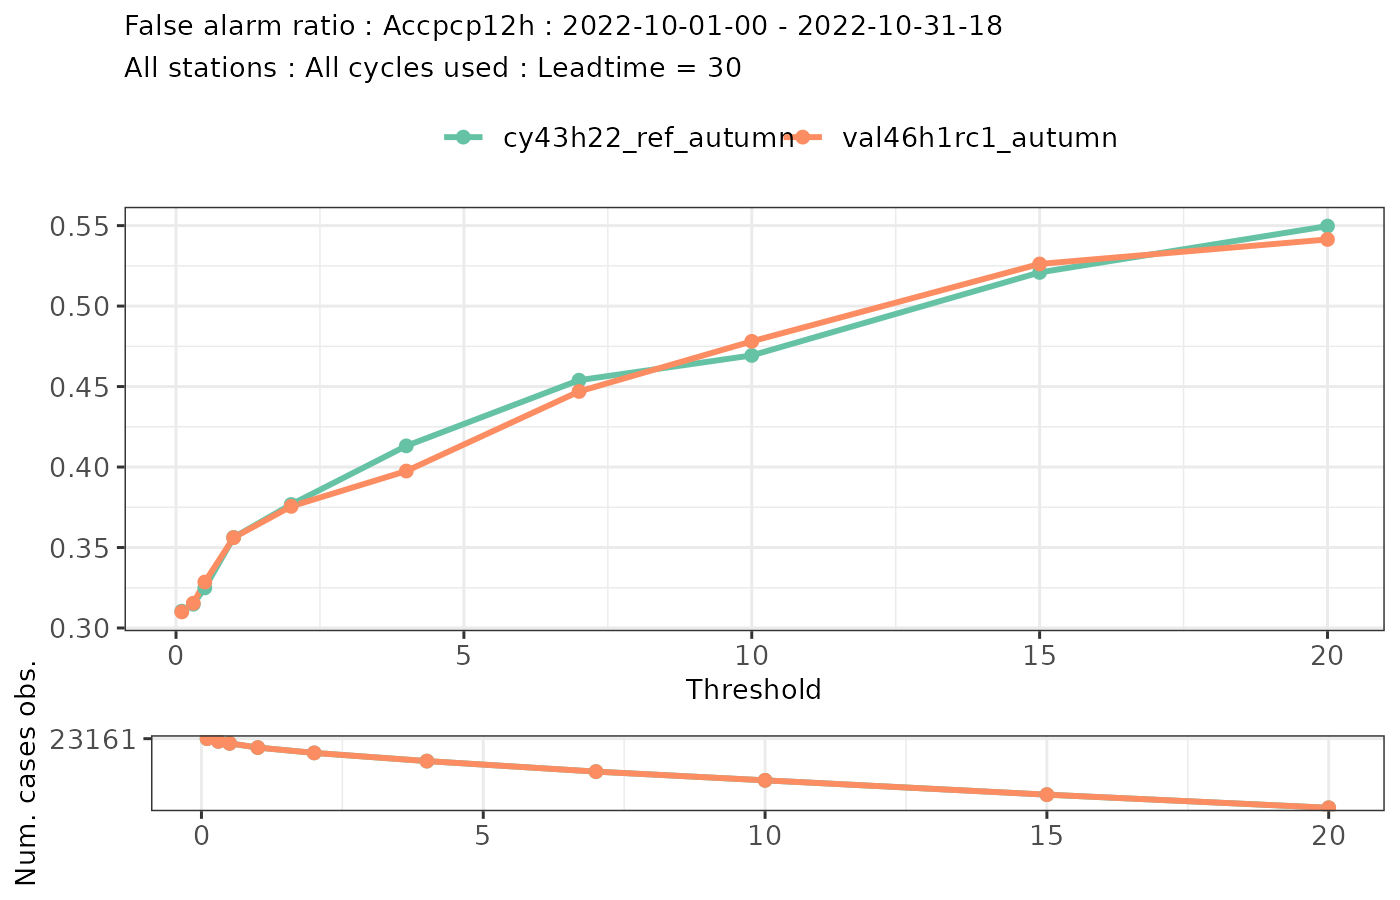 False alarm ratio : Accpcp12h : 2022-10-01-00 - 2022-10-31-18
All stations : All cycles used : Leadtime = 30
cy43h22_ref_autumn val46h1rc1_autumn
0.55
0.50
0.45
0.40
0.35
0.30
0 5 10 15 20
Threshold
Num. cases obs.
23161
0 5 10 15 20